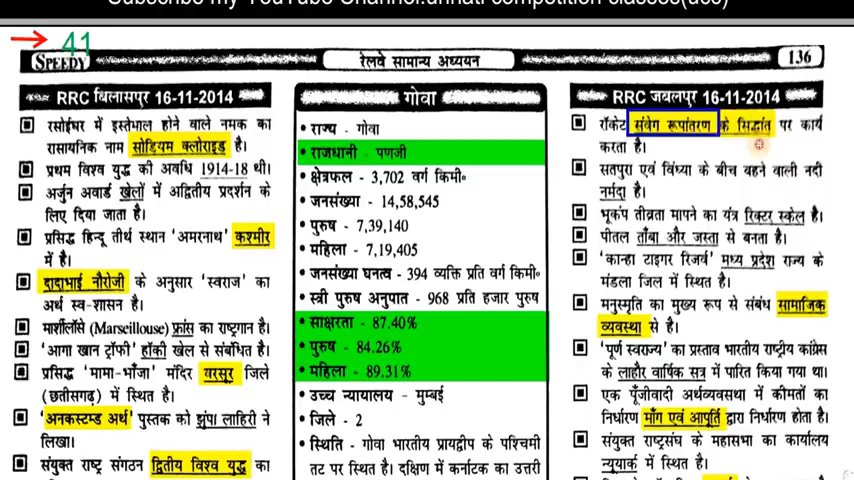 Subscribe my YouTube Channel:unnati competition classes(ucc)
41
SPEEDY
रेलवे सामान्य अध्ययन
136
RRC बिलासपुर 16-11-2014
रसोईघर में इस्तेमाल होने वाले नमक का
रासायनिक नाम सोडियम क्लोराइड है।
प्रथम विश्व युद्ध की अवधि 1914-18 थी।
अर्जुन अवार्ड खेलों में अद्वितीय प्रदर्शन के
लिए दिया जाता है।
प्रसिद्ध हिन्दू तीर्थ स्थान 'अमरनाथ' कश्मीर
में है।
दादाभाई नौरोजी के अनुसार 'स्वराज' का
अर्थ स्व-शासन है।
मार्शीलॉसे (Marseillouse) फ्रांस का राष्ट्रगान है।
'आगा खान ट्रॉफी' हॉकी खेल से संबंधित है।
प्रसिद्ध 'मामा-भाँजा' मंदिर वरसूर जिले
(छतीसगढ़) में स्थित है।
'अनकस्टम्ड अर्थ' पुस्तक को झुंपा लाहिरी ने
लिखा।
संयुक्त राष्ट्र संगठन द्वितीय विश्व युद्ध का
गोवा
• राज्य - गोवा
• राजधानी - पणजी
• क्षेत्रफल - 3,702 वर्ग किमी॰
• जनसंख्या - 14,58,545
• पुरुष - 7,39,140
• महिला - 7,19,405
• जनसंख्या घनत्व - 394 व्यक्ति प्रति वर्ग किमी॰
• स्त्री पुरुष अनुपात - 968 प्रति हजार पुरुष
• साक्षरता - 87.40%
• पुरुष - 84.26%
• महिला - 89.31%
• उच्च न्यायालय - मुम्बई
• जिले - 2
• स्थिति - गोवा भारतीय प्रायद्वीप के पश्चिमी
तट पर स्थित है। दक्षिण में कर्नाटक का उत्तरी
RRC जबलपुर 16-11-2014
रॉकेट संवेग रूपांतरण के सिद्धांत पर कार्य
करता है।
सतपुरा एवं विंध्या के बीच बहने वाली नदी
नर्मदा है।
भूकंप तीव्रता मापने का यंत्र रिक्टर स्केल है।
पीतल ताँबा और जस्ता से बनता है।
'कान्हा टाइगर रिजर्व' मध्य प्रदेश राज्य के
मंडला जिल में स्थित है।
मनुस्मृति का मुख्य रूप से संबंध सामाजिक
व्यवस्था से है।
'पूर्ण स्वराज्य' का प्रस्ताव भारतीय राष्ट्रीय कांग्रेस
के लाहौर वार्षिक सत्र में पारित किया गया था।
एक पूँजीवादी अर्थव्यवस्था में कीमतों का
निर्धारण माँग एवं आपूर्ति द्वारा निर्धारण होता है।
संयुक्त राष्ट्रसंघ के महासभा का कार्यालय
न्यूयार्क में स्थित है।